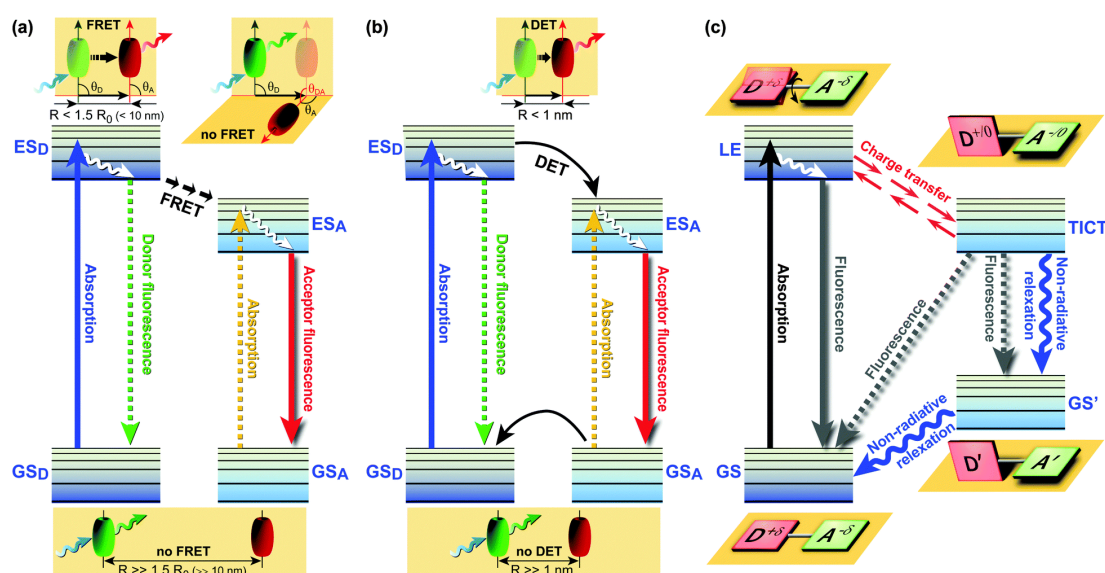 (a)
FRET
θD
θA
R < 1.5 R0 (< 10 nm)
θD
θDA
θA
no FRET
ESD
FRET
ESA
Absorption
Donor fluorescence
Absorption
Acceptor fluorescence
GSD
GSA
no FRET
R >> 1.5 R0 (>> 10 nm)
(b)
DET
R < 1 nm
ESD
DET
ESA
Absorption
Donor fluorescence
Absorption
Acceptor fluorescence
GSD
GSA
no DET
R >> 1 nm
(c)
D+δ
A-δ
D+/0
A-/0
LE
Charge transfer
TICT
Absorption
Fluorescence
Fluorescence
Fluorescence
Non-radiative
relexation
GS'
Non-radiative
relexation
GS
D'
A'
D+δ
A-δ